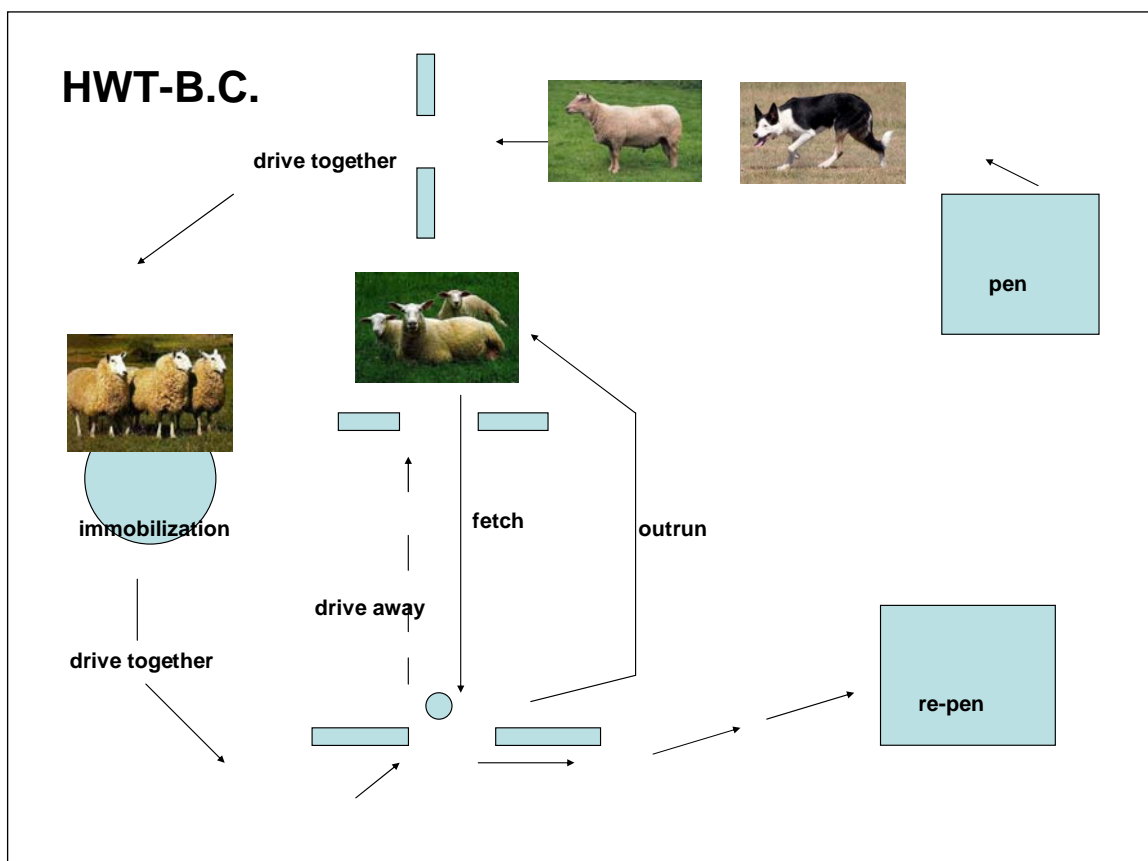 HWT-B.C.
drive together
pen
immobilization
fetch
outrun
drive away
drive together
re-pen